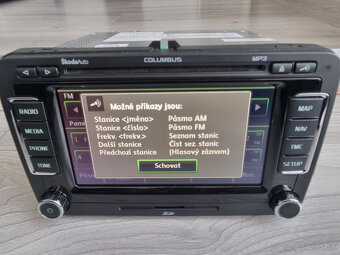 ŠkodaAuto
COLUMBUS
MP3
RADIO
MEDIA
PHONE
TONE
FM
Možné příkazy jsou:
Stanice <jméno> Pásmo AM
Stanice <číslo> Pásmo FM
Frekv. <frekv.> Seznam stanic
Další stanice Číst sez. stanic
Předchozí stanice (Hlasový záznam)
Schovat
MAP
NAV
TMC
SETUP